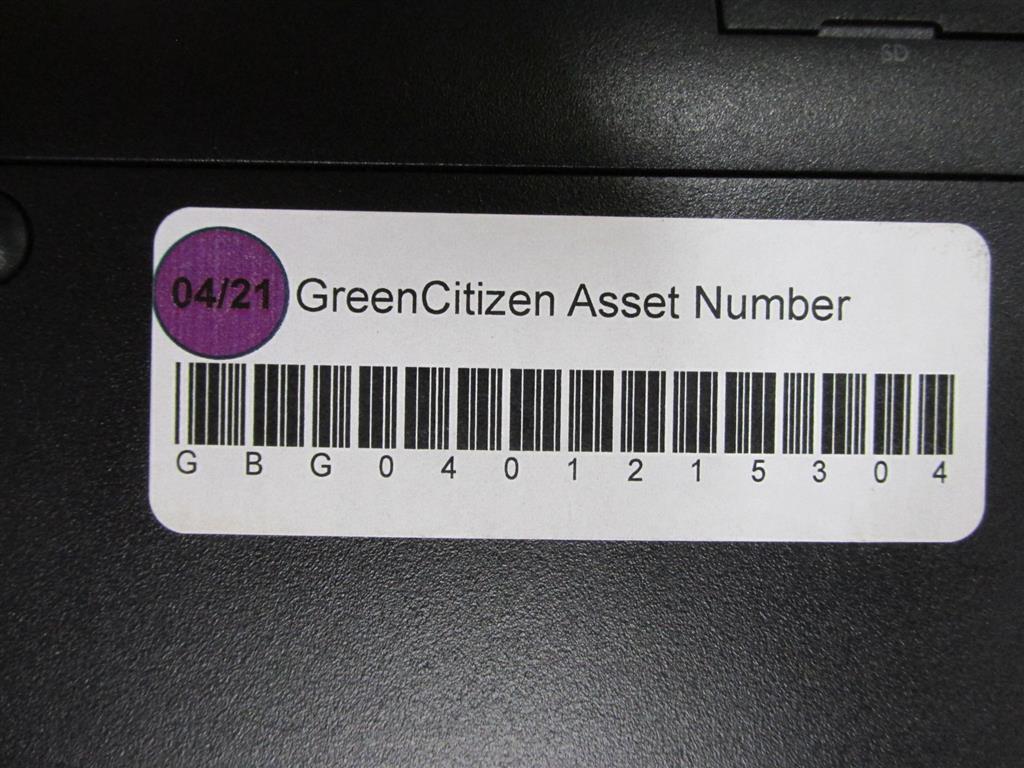 SD
04/21 GreenCitizen Asset Number
G B G 0 4 0 1 2 1 5 3 0 4